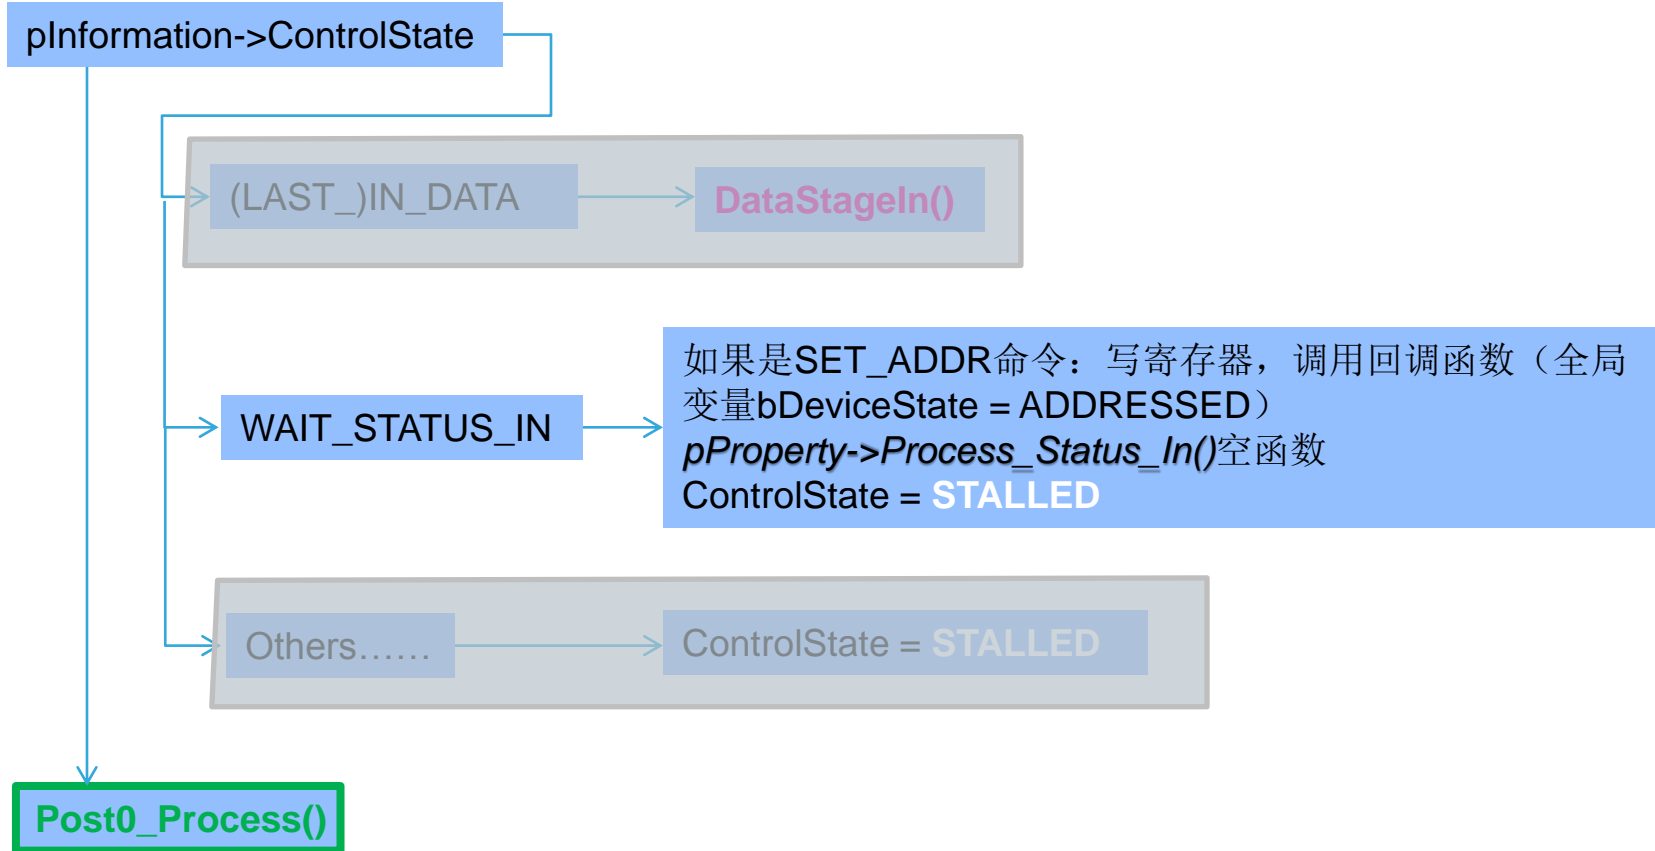 pInformation->ControlState
(LAST_)IN_DATA
DataStageIn()
WAIT_STATUS_IN
如果是SET_ADDR命令：写寄存器，调用回调函数（全局
变量bDeviceState = ADDRESSED）
pProperty->Process_Status_In()空函数
ControlState = STALLED
Others……
ControlState = STALLED
Post0_Process()